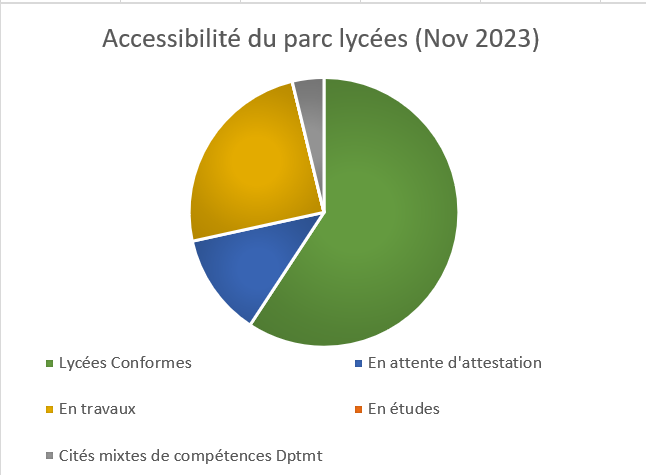 Accessibilité du parc lycées (Nov 2023)
Lycées Conformes
En attente d'attestation
En travaux
En études
Cités mixtes de compétences Dptmt